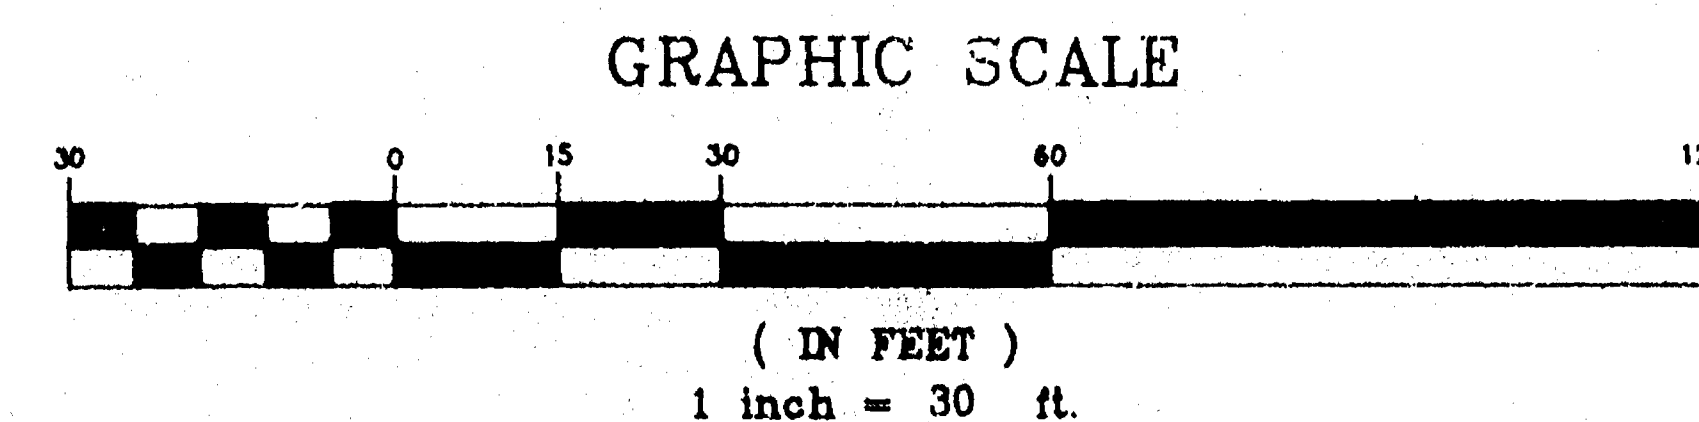 GRAPHIC SCALE
30 0 15 30 60
( IN FEET )
1 inch = 30 ft.